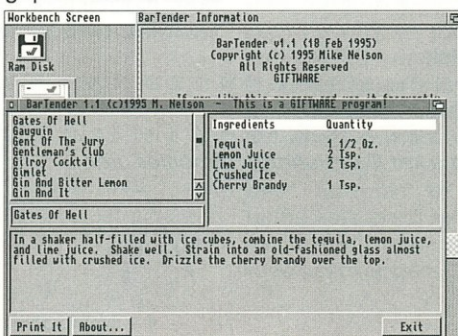 Workbench Screen
BarTender Information
Ram Disk
BarTender v1.1 (18 Feb 1995)
Copyright (c) 1995 Mike Nelson
All Rights Reserved
GIFTWARE
BarTender 1.1 (c)1995 M. Nelson - This is a GIFTWARE program!
Gates Of Hell
Gauguin
Gent Of The Jury
Gentleman's Club
Gilroy Cocktail
Gimlet
Gin And Bitter Lemon
Gin And It
Gates Of Hell
Ingredients Quantity
Tequila 1 1/2 Oz.
Lemon Juice 2 Tsp.
Lime Juice 2 Tsp.
Crushed Ice
Cherry Brandy 1 Tsp.
In a shaker half-filled with ice cubes, combine the tequila, lemon juice,
and lime juice. Shake well. Strain into an old-fashioned glass almost
filled with crushed ice. Drizzle the cherry brandy over the top.
Print It About... Exit